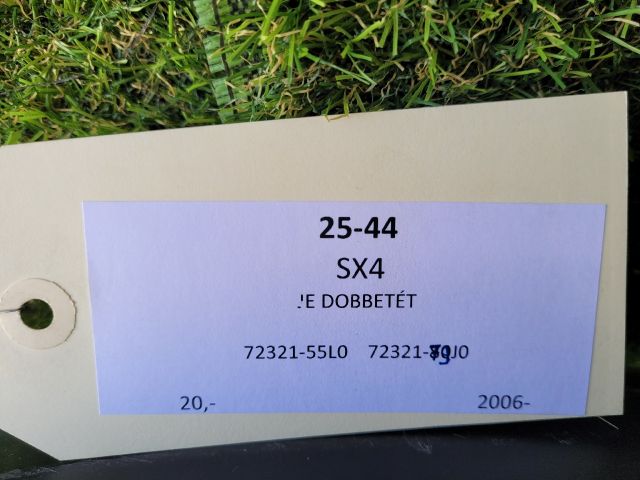 25-44
SX4
'E DOBBETÉT
72321-55L0 72321-
20,- 2006-